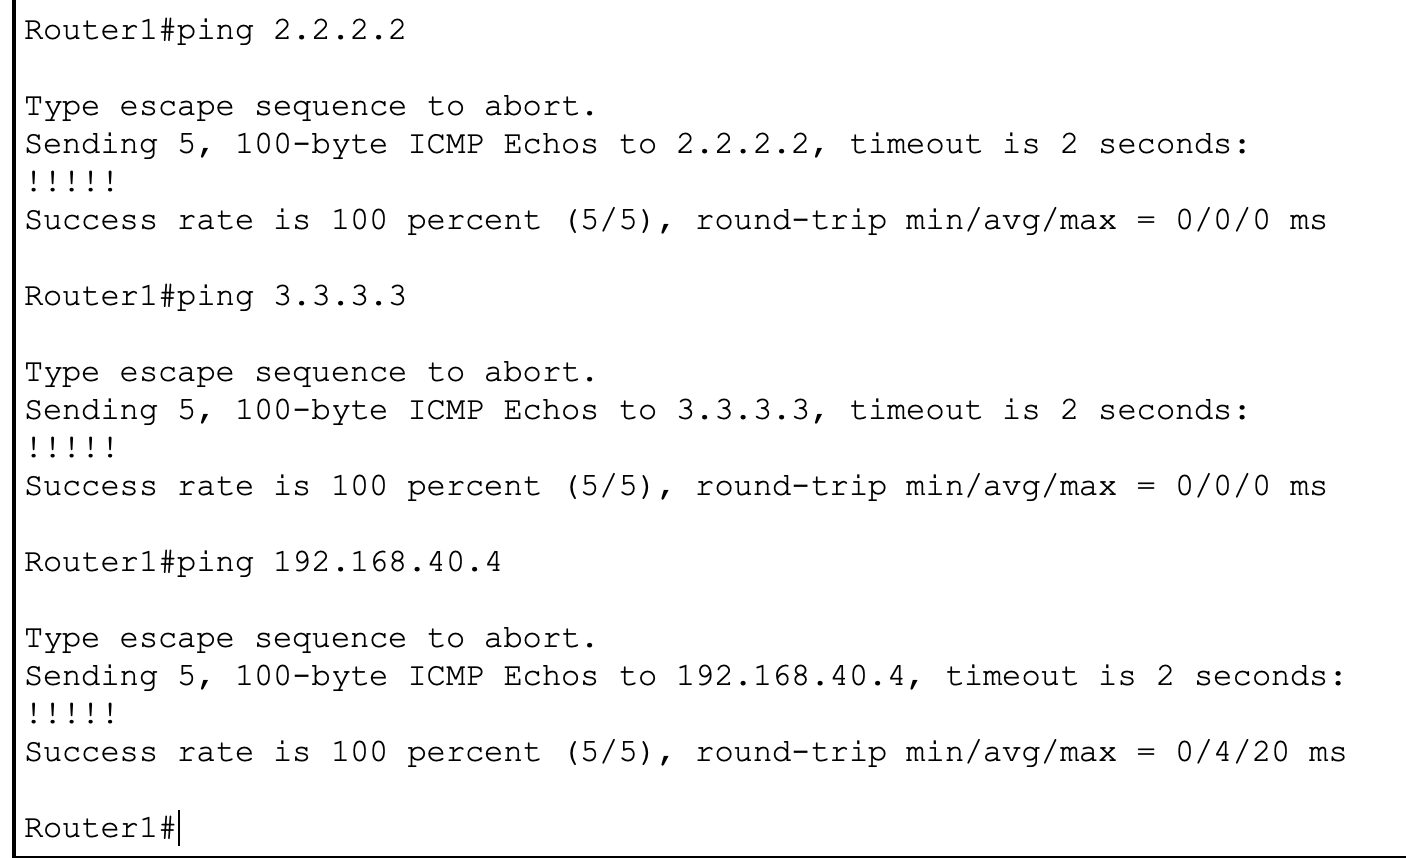 Router1#ping 2.2.2.2
Type escape sequence to abort.
Sending 5, 100-byte ICMP Echos to 2.2.2.2, timeout is 2 seconds:
!!!!!
Success rate is 100 percent (5/5), round-trip min/avg/max = 0/0/0 ms
Router1#ping 3.3.3.3
Type escape sequence to abort.
Sending 5, 100-byte ICMP Echos to 3.3.3.3, timeout is 2 seconds:
!!!!!
Success rate is 100 percent (5/5), round-trip min/avg/max = 0/0/0 ms
Router1#ping 192.168.40.4
Type escape sequence to abort.
Sending 5, 100-byte ICMP Echos to 192.168.40.4, timeout is 2 seconds:
!!!!!
Success rate is 100 percent (5/5), round-trip min/avg/max = 0/4/20 ms
Router1#